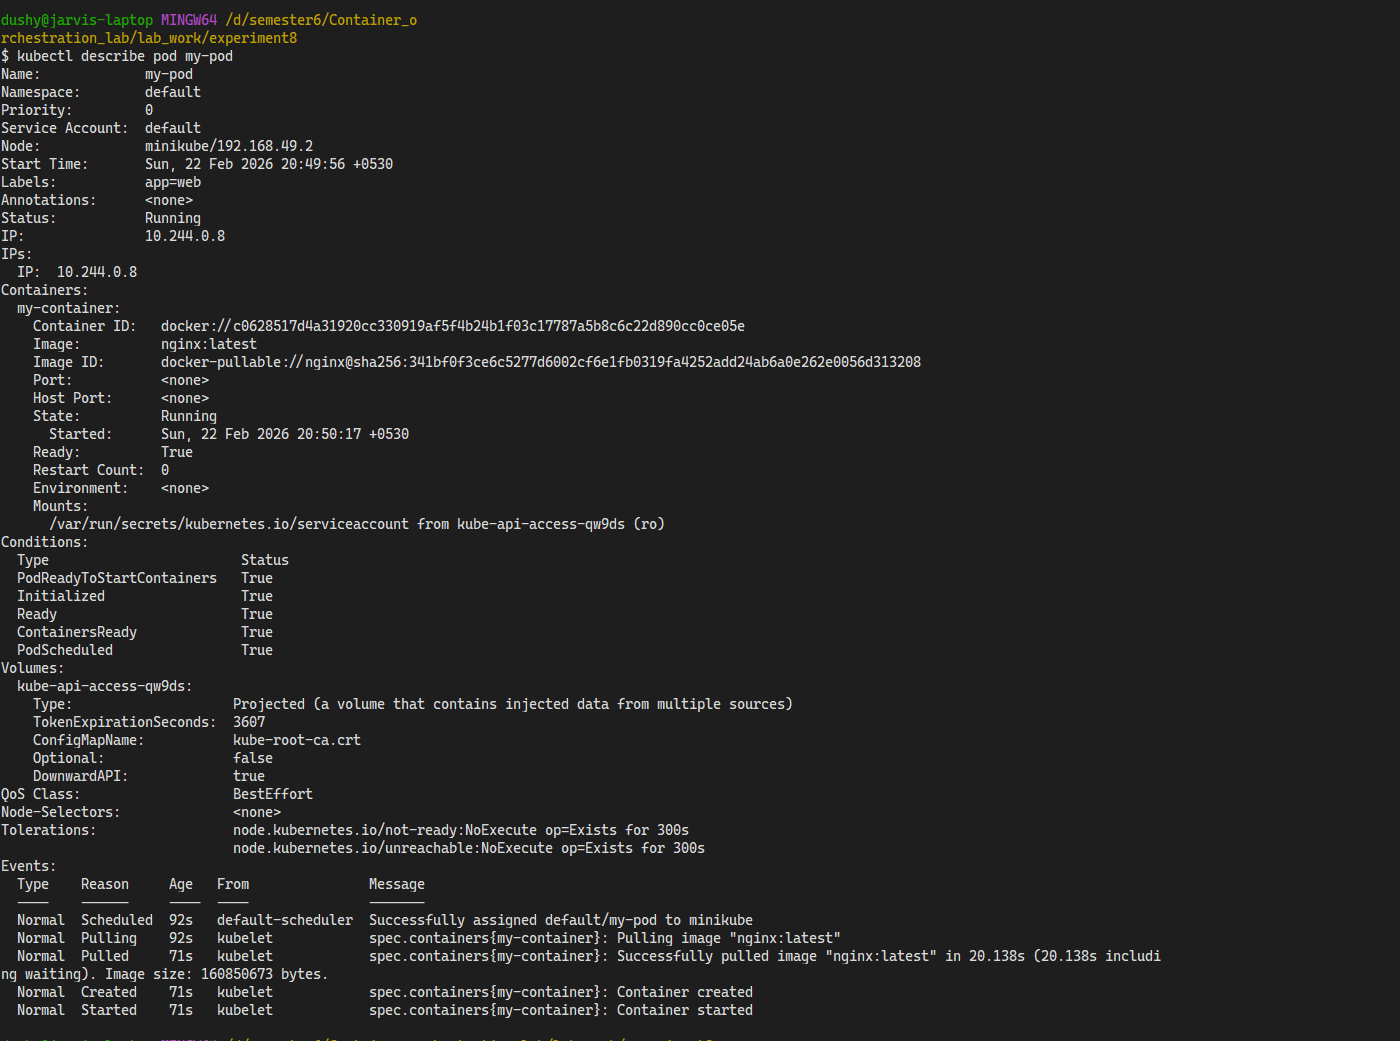 dushy@jarvis-laptop MINGW64 /d/semester6/Container_o
rchestration_lab/lab_work/experiment8
$ kubectl describe pod my-pod
Name:             my-pod
Namespace:        default
Priority:         0
Service Account:  default
Node:             minikube/192.168.49.2
Start Time:       Sun, 22 Feb 2026 20:49:56 +0530
Labels:           app=web
Annotations:      <none>
Status:           Running
IP:               10.244.0.8
IPs:
  IP:  10.244.0.8
Containers:
  my-container:
    Container ID:   docker://c0628517d4a31920cc330919af5f4b24b1f03c17787a5b8c6c22d890cc0ce05e
    Image:          nginx:latest
    Image ID:       docker-pullable://nginx@sha256:341bf0f3ce6c5277d6002cf6e1fb0319fa4252add24ab6a0e262e0056d313208
    Port:           <none>
    Host Port:      <none>
    State:          Running
      Started:      Sun, 22 Feb 2026 20:50:17 +0530
    Ready:          True
    Restart Count:  0
    Environment:    <none>
    Mounts:
      /var/run/secrets/kubernetes.io/serviceaccount from kube-api-access-qw9ds (ro)
Conditions:
  Type                        Status
  PodReadyToStartContainers   True
  Initialized                 True
  Ready                       True
  ContainersReady             True
  PodScheduled                True
Volumes:
  kube-api-access-qw9ds:
    Type:                    Projected (a volume that contains injected data from multiple sources)
    TokenExpirationSeconds:  3607
    ConfigMapName:           kube-root-ca.crt
    Optional:                false
    DownwardAPI:             true
QoS Class:                   BestEffort
Node-Selectors:              <none>
Tolerations:                 node.kubernetes.io/not-ready:NoExecute op=Exists for 300s
                             node.kubernetes.io/unreachable:NoExecute op=Exists for 300s
Events:
  Type    Reason     Age   From               Message
  ----    ------     ----  ----               -------
  Normal  Scheduled  92s   default-scheduler  Successfully assigned default/my-pod to minikube
  Normal  Pulling    92s   kubelet            spec.containers{my-container}: Pulling image "nginx:latest"
  Normal  Pulled     71s   kubelet            spec.containers{my-container}: Successfully pulled image "nginx:latest" in 20.138s (20.138s includi
ng waiting). Image size: 160850673 bytes.
  Normal  Created    71s   kubelet            spec.containers{my-container}: Container created
  Normal  Started    71s   kubelet            spec.containers{my-container}: Container started